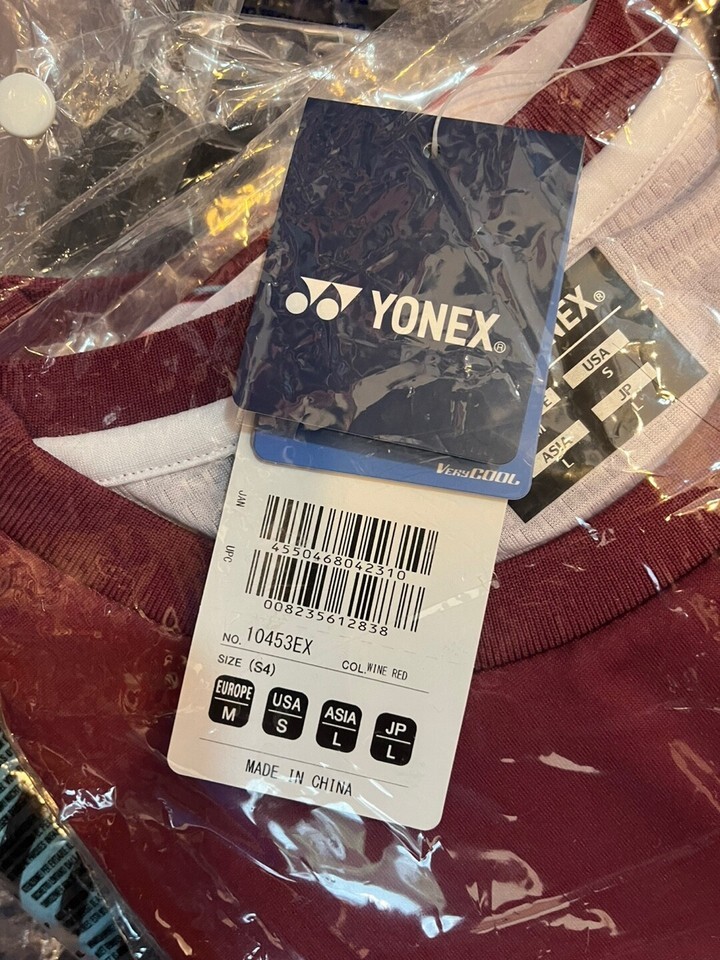 YONEX®
VERYCOOL
JAN
4550468042310
UPC
008235612838
NO. 10453EX COL. WINE RED
SIZE (S4)
EUROPE M
USA S
ASIA L
JP L
MADE IN CHINA
EX®
USA
S
JP
L
ASIA
L